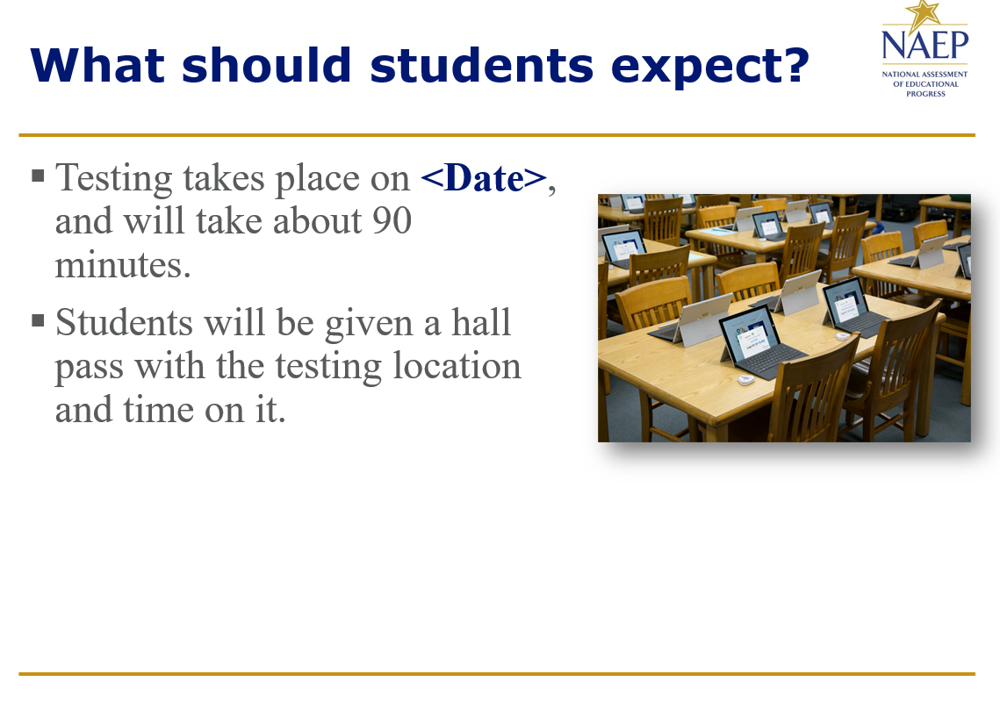 What should students expect?
NAEP
NATIONAL ASSESSMENT
OF EDUCATIONAL
PROGRESS
▪ Testing takes place on <Date>,
and will take about 90
minutes.
▪ Students will be given a hall
pass with the testing location
and time on it.